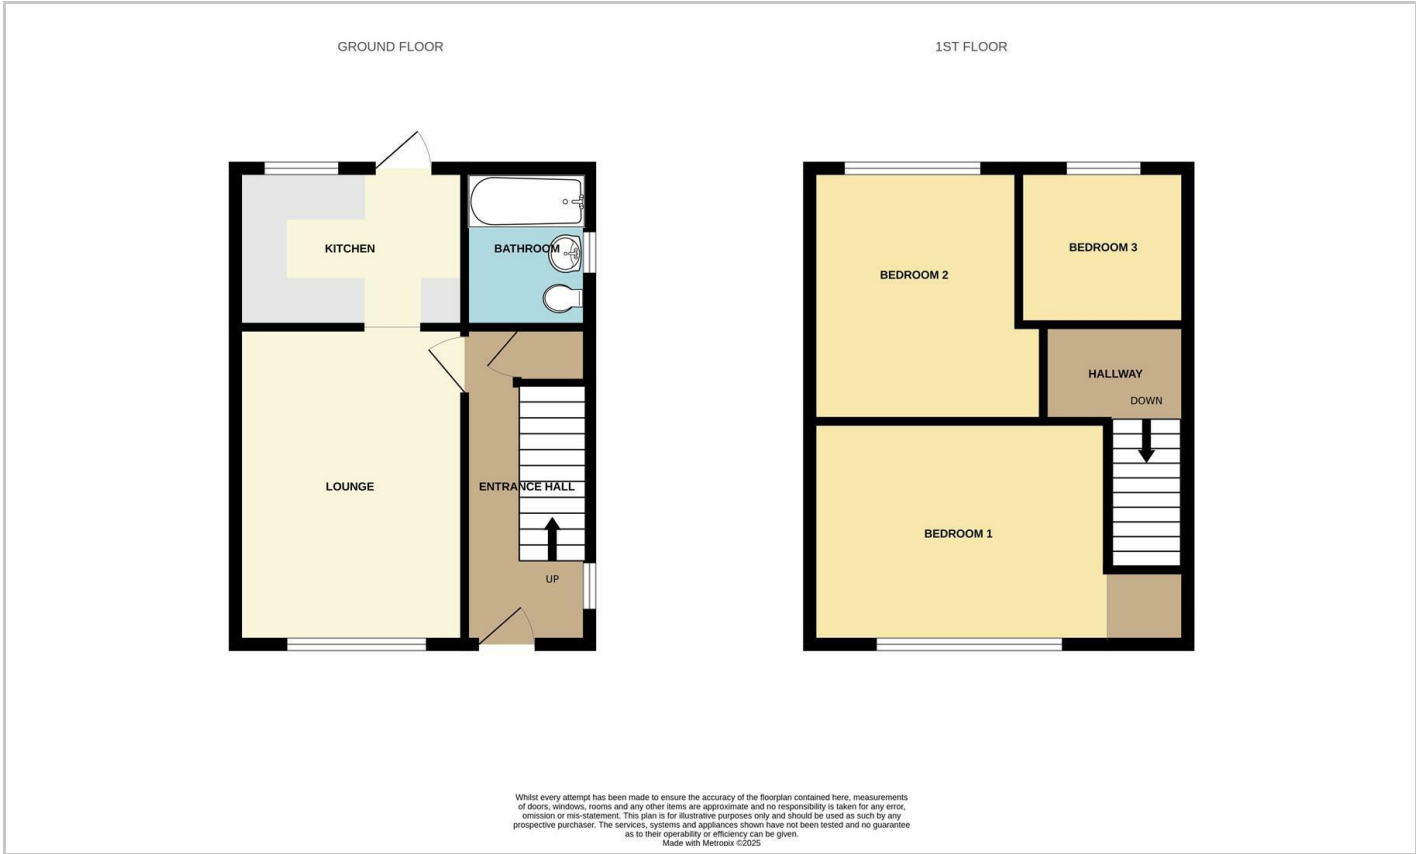 GROUND FLOOR
1ST FLOOR
KITCHEN
BATHROOM
LOUNGE
ENTRANCE HALL
UP
BEDROOM 2
BEDROOM 3
HALLWAY
DOWN
BEDROOM 1
Whilst every attempt has been made to ensure the accuracy of the floorplan contained here, measurements
of doors, windows, rooms and any other items are approximate and no responsibility is taken for any error,
omission or mis-statement. This plan is for illustrative purposes only and should be used as such by any
prospective purchaser. The services, systems and appliances shown have not been tested and no guarantee
as to their operability or efficiency can be given.
Made with Metropix ©2025